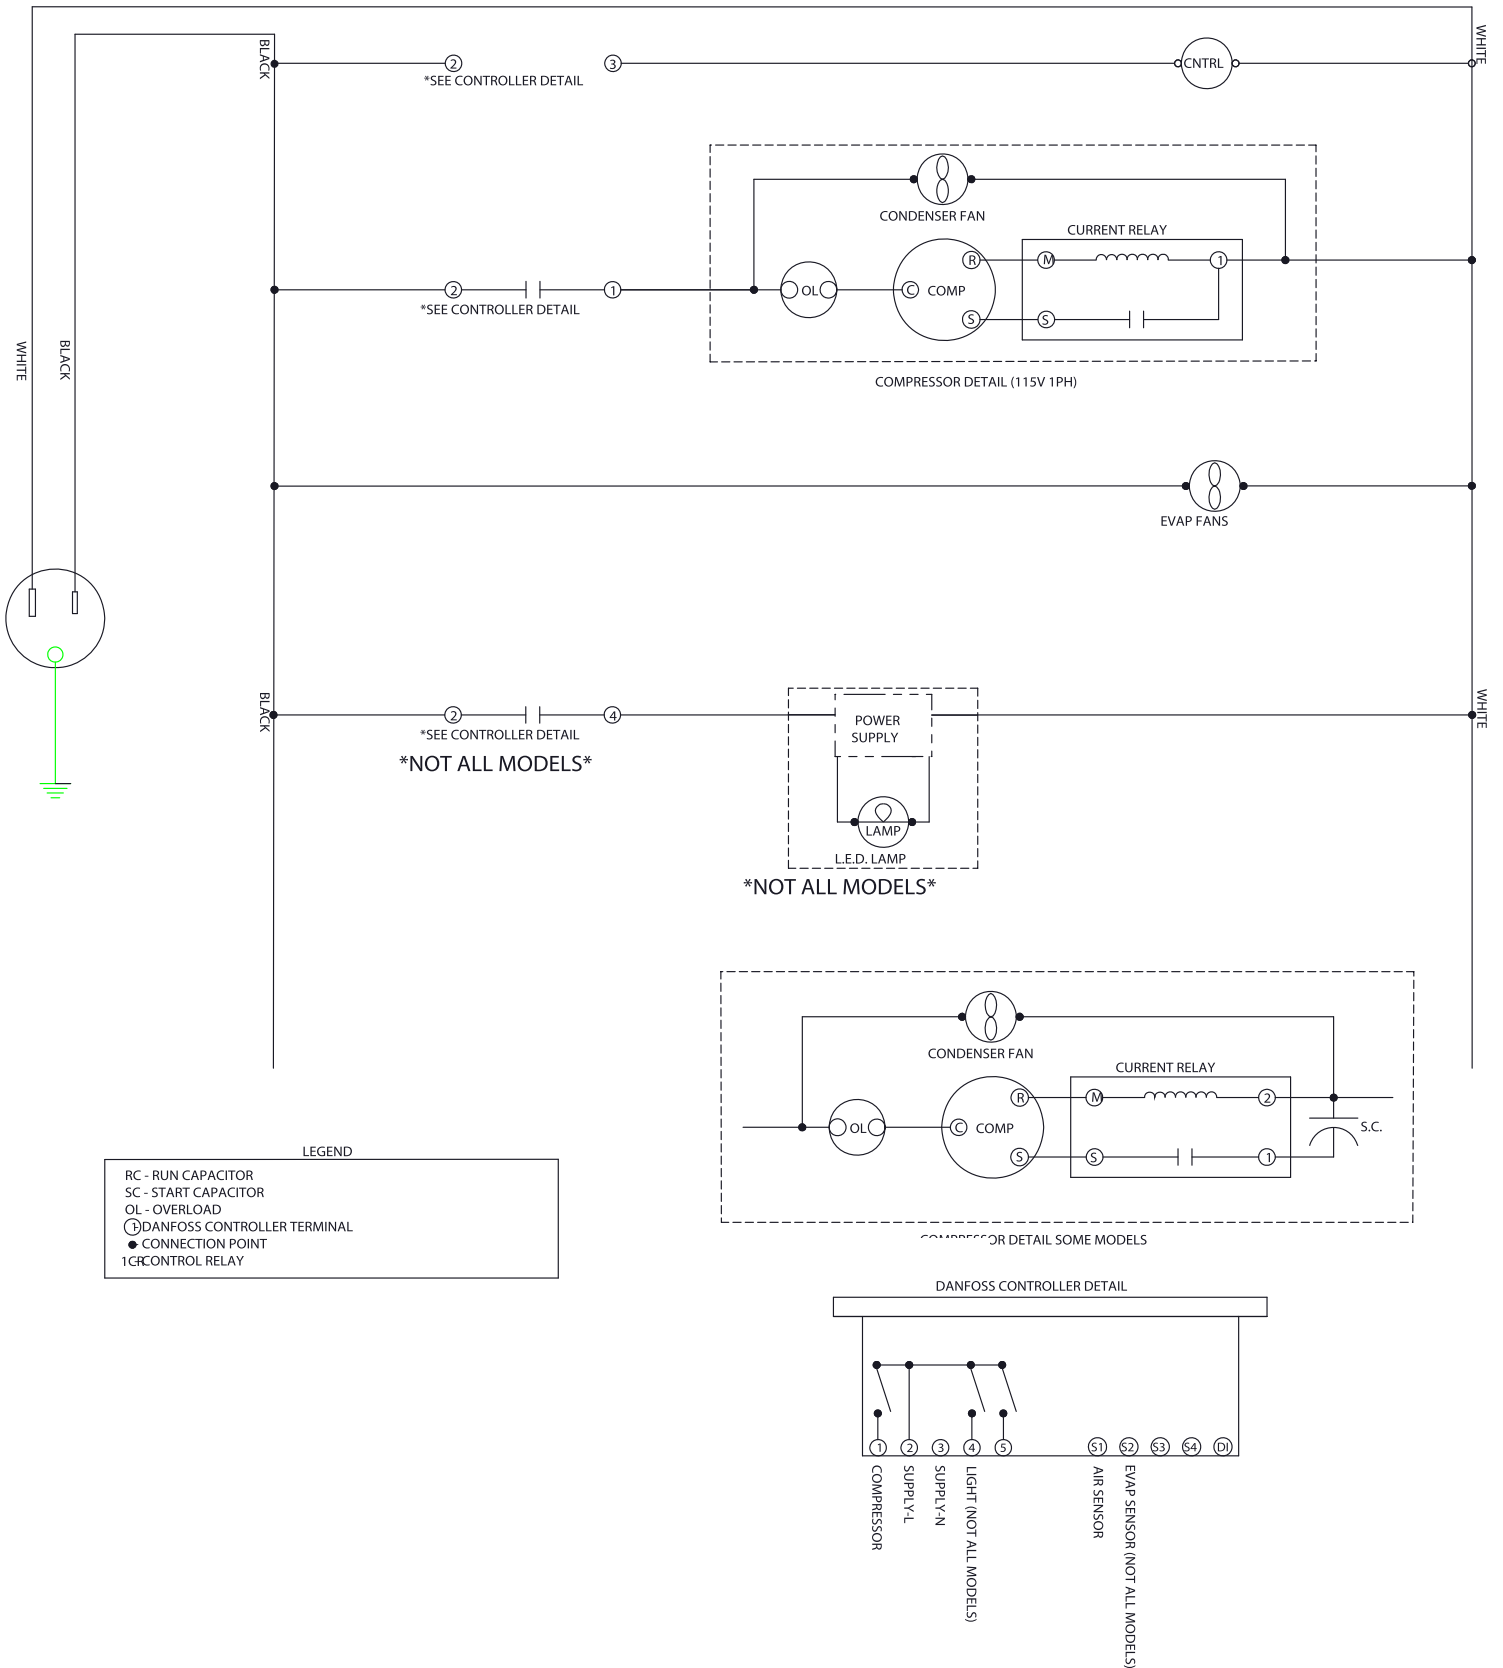 BLACK
WHITE
2
3
CNTRL
*SEE CONTROLLER DETAIL
CONDENSER FAN
CURRENT RELAY
R
M
1
2
1
OL
C
COMP
*SEE CONTROLLER DETAIL
S
S
WHITE
BLACK
COMPRESSOR DETAIL (115V 1PH)
EVAP FANS
BLACK
WHITE
2
4
POWER
SUPPLY
*SEE CONTROLLER DETAIL
*NOT ALL MODELS*
LAMP
L.E.D. LAMP
*NOT ALL MODELS*
CONDENSER FAN
CURRENT RELAY
R
M
2
OL
C
COMP
S.C.
S
S
1
LEGEND
RC - RUN CAPACITOR
SC - START CAPACITOR
OL - OVERLOAD
1 - DANFOSS CONTROLLER TERMINAL
- CONNECTION POINT
1CR - CONTROL RELAY
COMPRESSOR DETAIL SOME MODELS
DANFOSS CONTROLLER DETAIL
1
2
3
4
5
S1
S2
S3
S4
DI
COMPRESSOR
SUPPLY-L
SUPPLY-N
LIGHT (NOT ALL MODELS)
AIR SENSOR
EVAP SENSOR (NOT ALL MODELS)